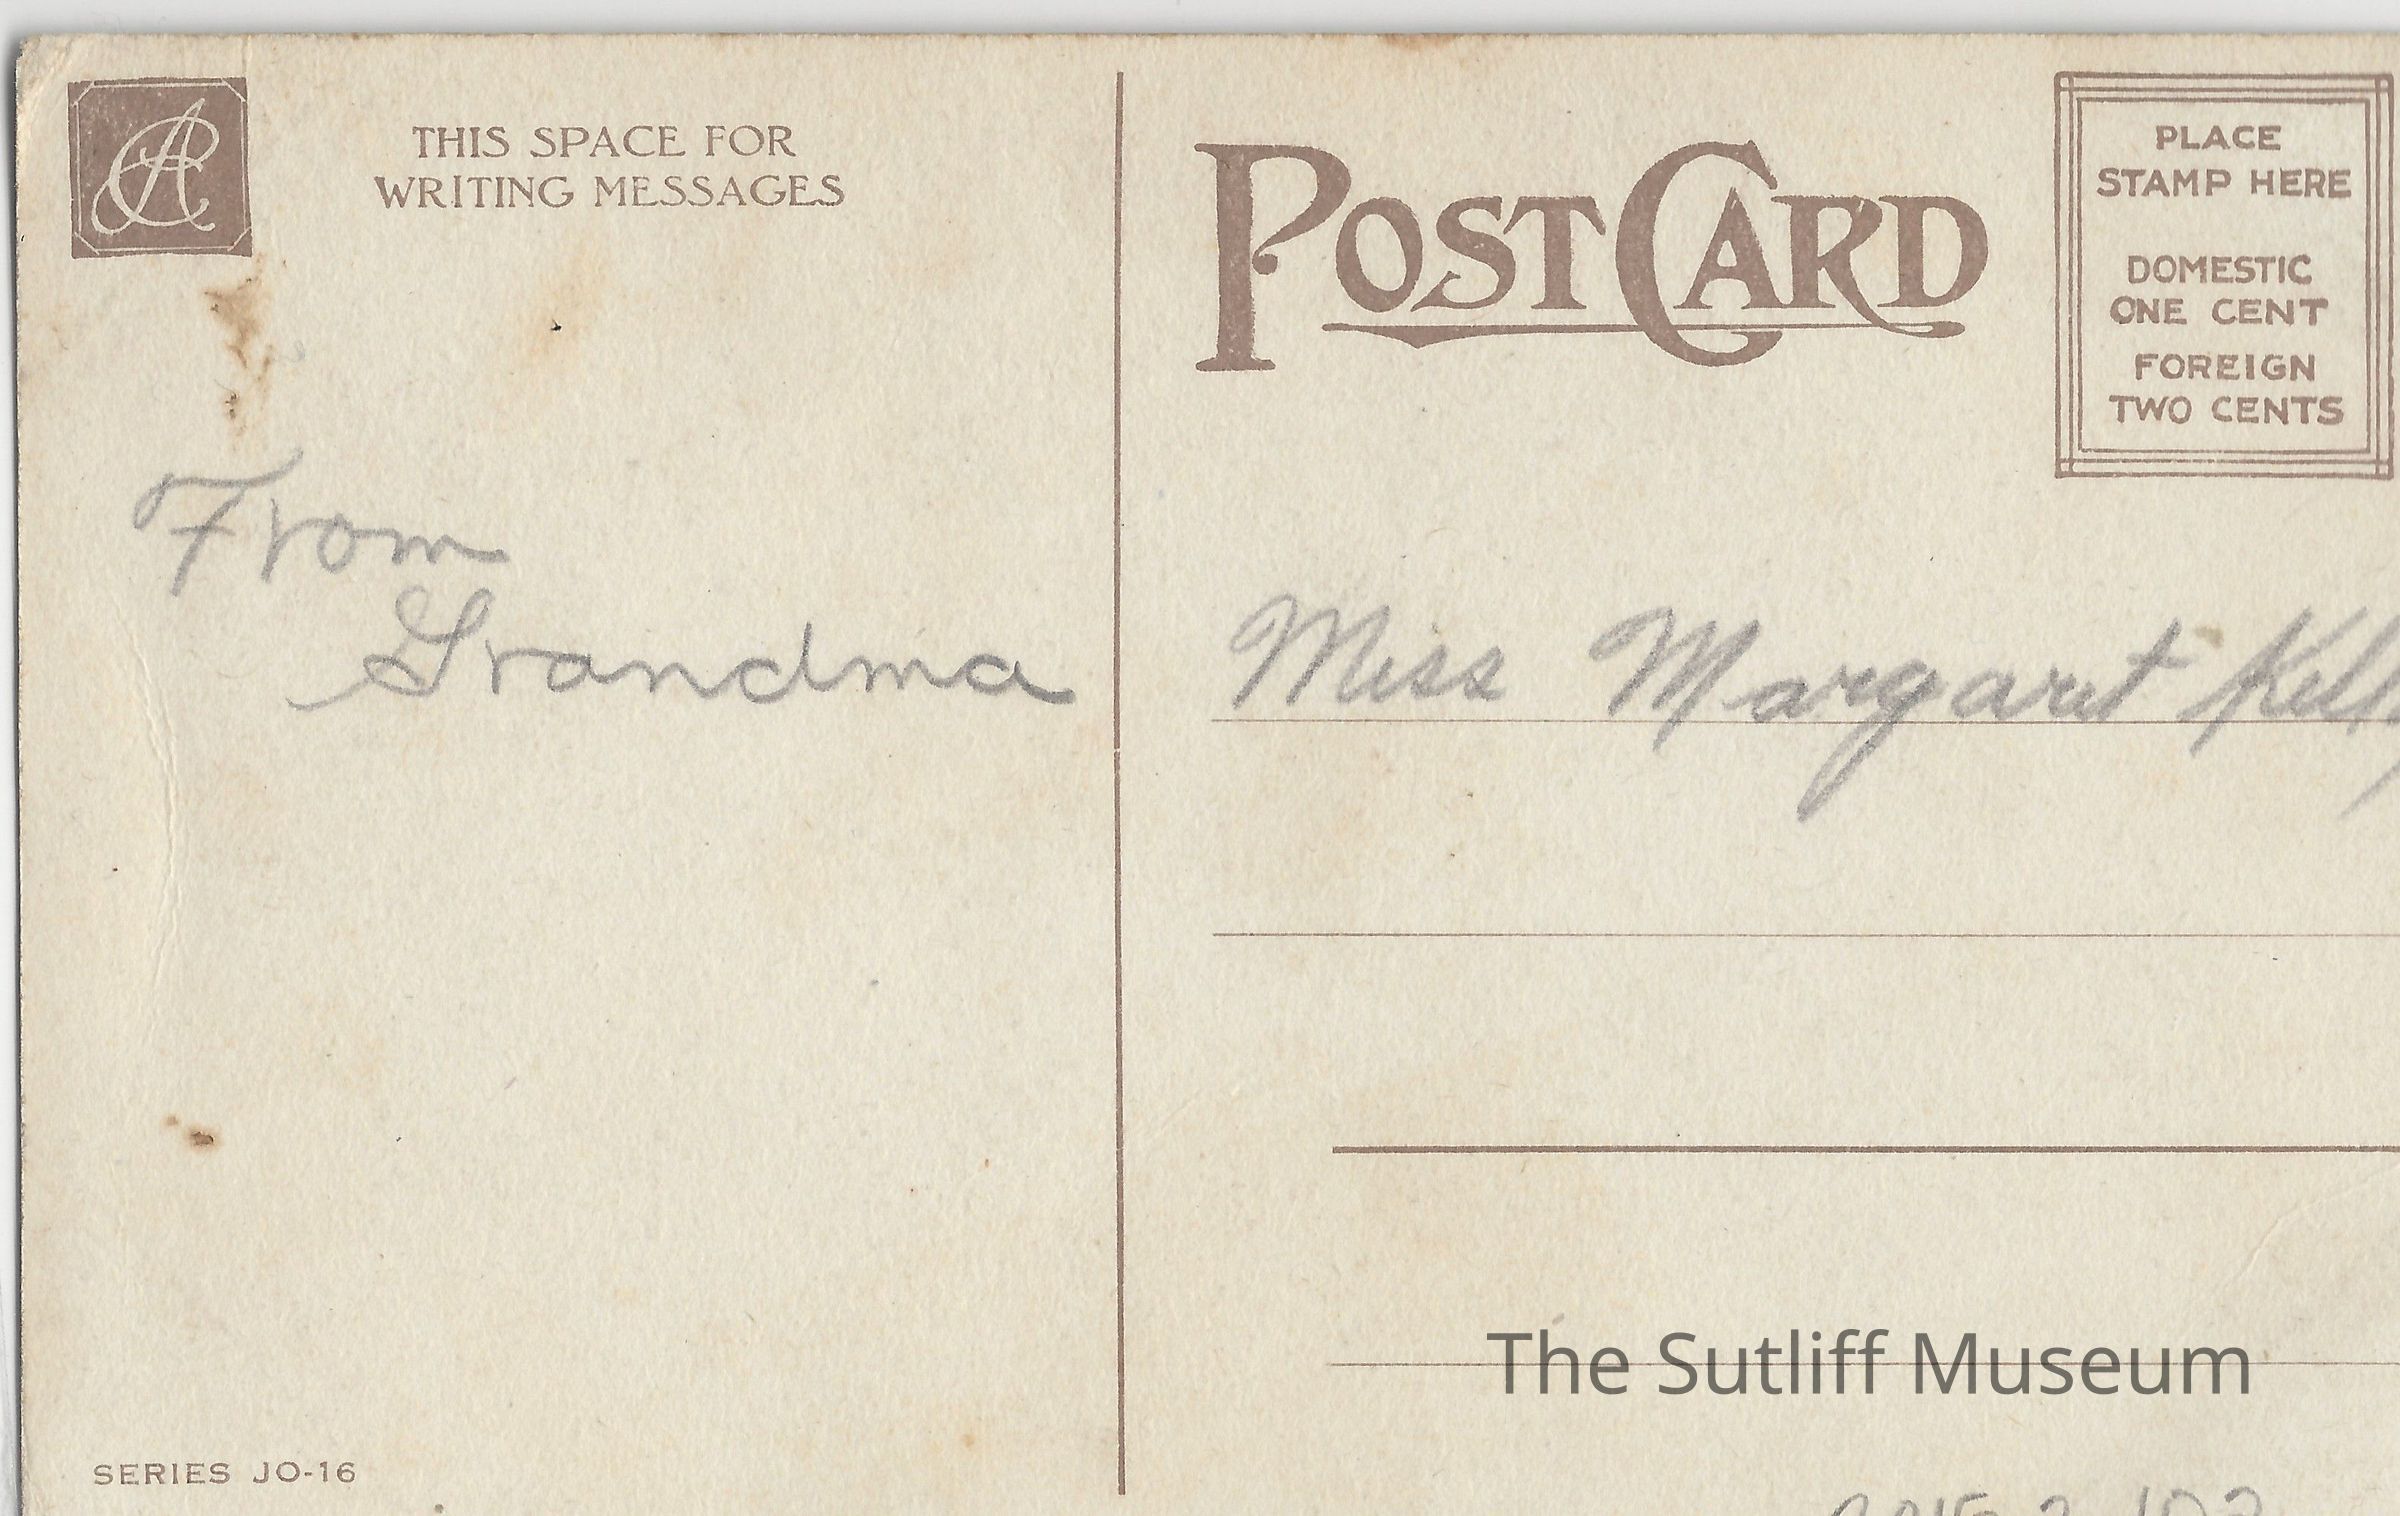 THIS SPACE FOR
WRITING MESSAGES
From
Grandma
SERIES JO-16
POST CARD
PLACE
STAMP HERE
DOMESTIC
ONE CENT
FOREIGN
TWO CENTS
Miss Margaret
The Sutliff Museum